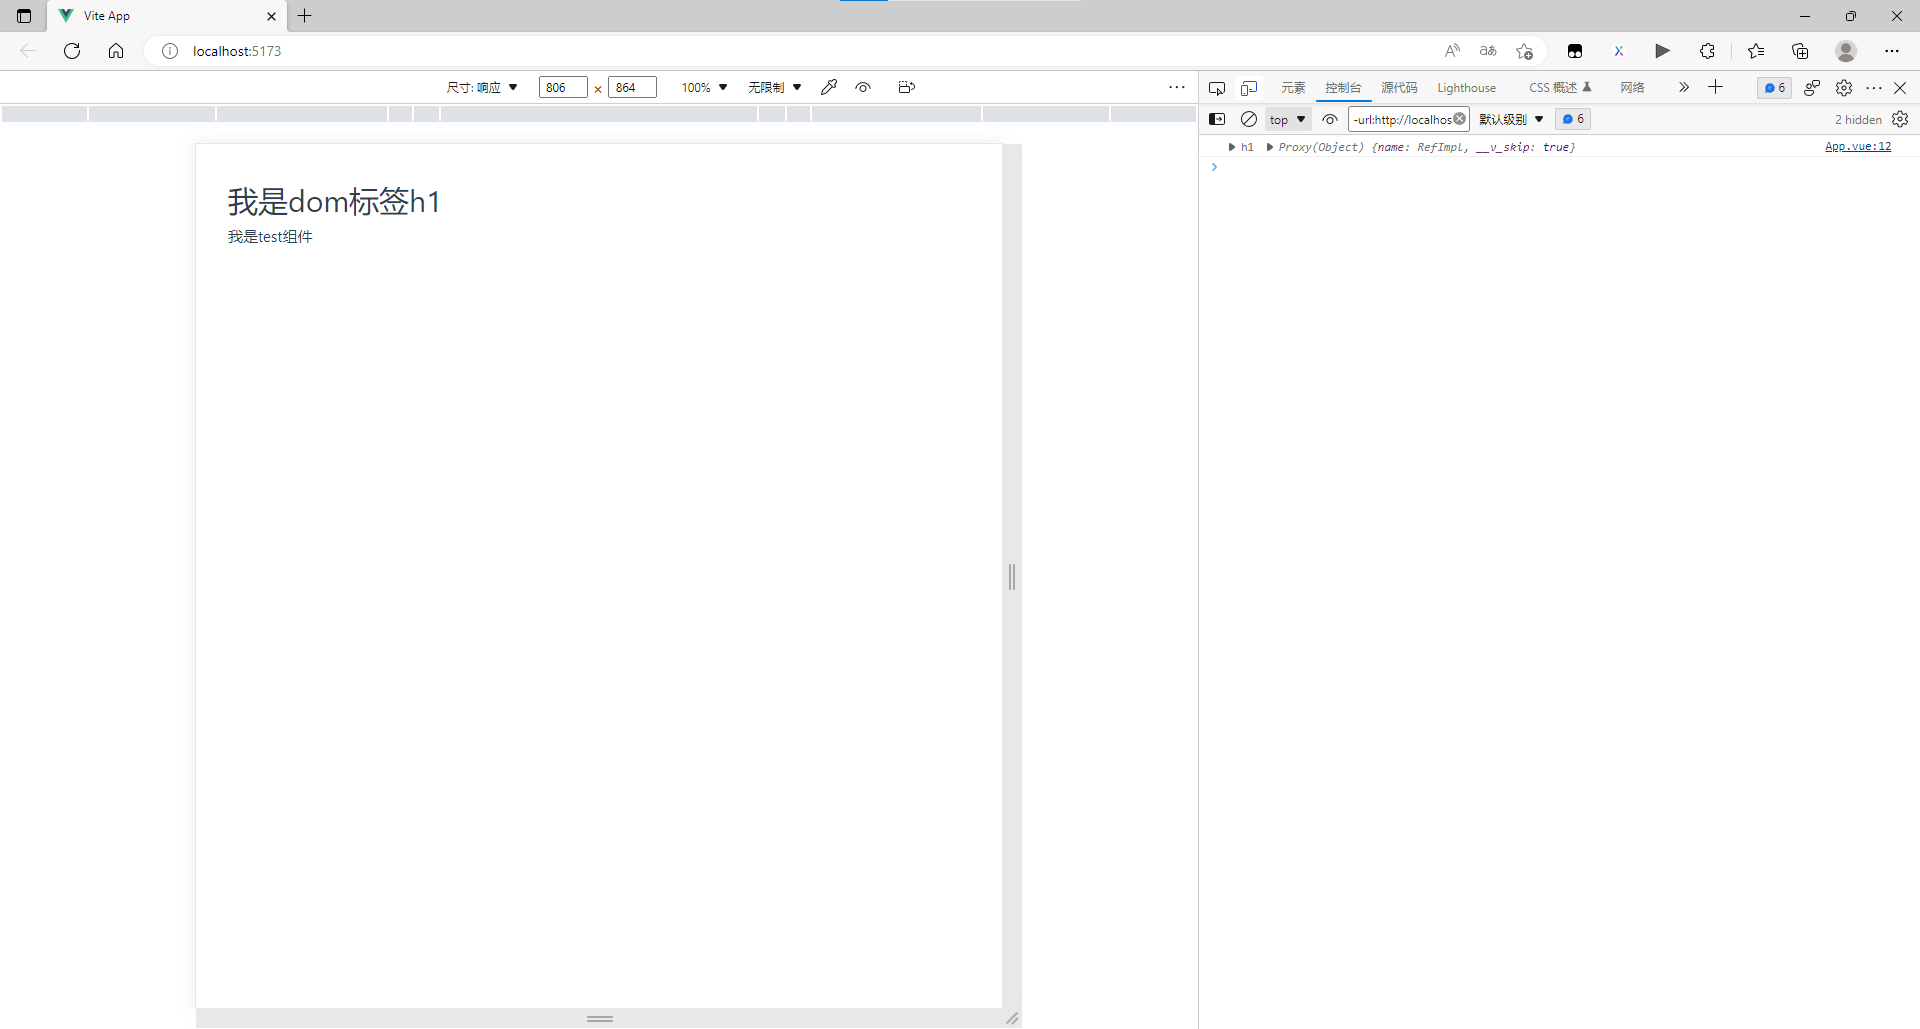 Vite App
localhost:5173
尺寸: 响应 806 × 864 100% 无限制
元素 控制台 源代码 Lighthouse CSS 概述 网络 6
top -url:http://localhos 默认级别 6 2 hidden
h1 Proxy(Object) {name: RefImpl, __v_skip: true} App.vue:12
我是dom标签h1
我是test组件